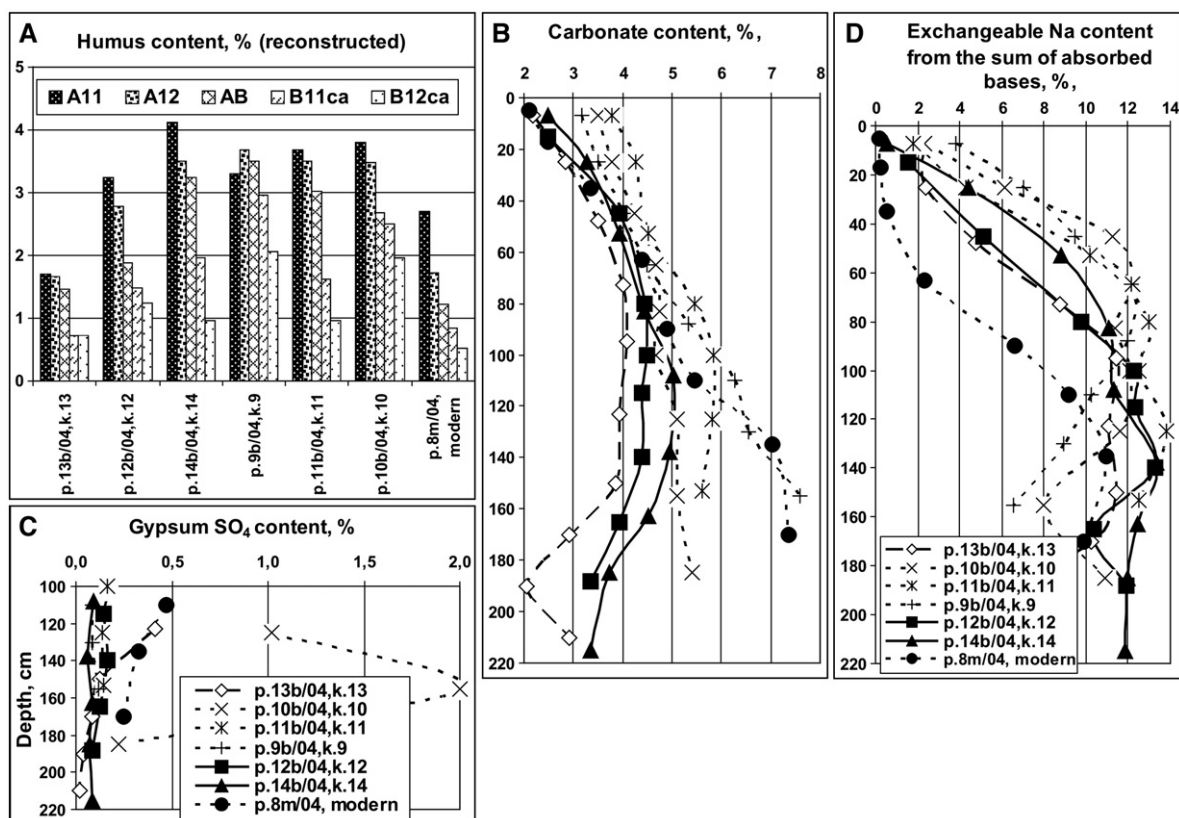 A
Humus content, % (reconstructed)
5
4
3
2
1
0
A11 A12 AB B11ca B12ca
p.13b/04,k.13
p.12b/04,k.12
p.14b/04,k.14
p.9b/04,k.9
p.11b/04,k.11
p.10b/04,k.10
p.8m/04,
modern
B
Carbonate content, %,
2 3 4 5 6 7 8
0
20
40
60
80
100
120
140
160
180
200
220
C
Gypsum SO4 content, %
0,0 0,5 1,0 1,5 2,0
Depth, cm
100
120
140
160
180
200
220
p.13b/04,k.13
p.10b/04,k.10
p.11b/04,k.11
p.9b/04,k.9
p.12b/04,k.12
p.14b/04,k.14
p.8m/04, modern
D
Exchangeable Na content
from the sum of absorbed
bases, %,
0 2 4 6 8 10 12 14
0
20
40
60
80
100
120
140
160
180
200
220
p.13b/04,k.13
p.10b/04,k.10
p.11b/04,k.11
p.9b/04,k.9
p.12b/04,k.12
p.14b/04,k.14
p.8m/04, modern